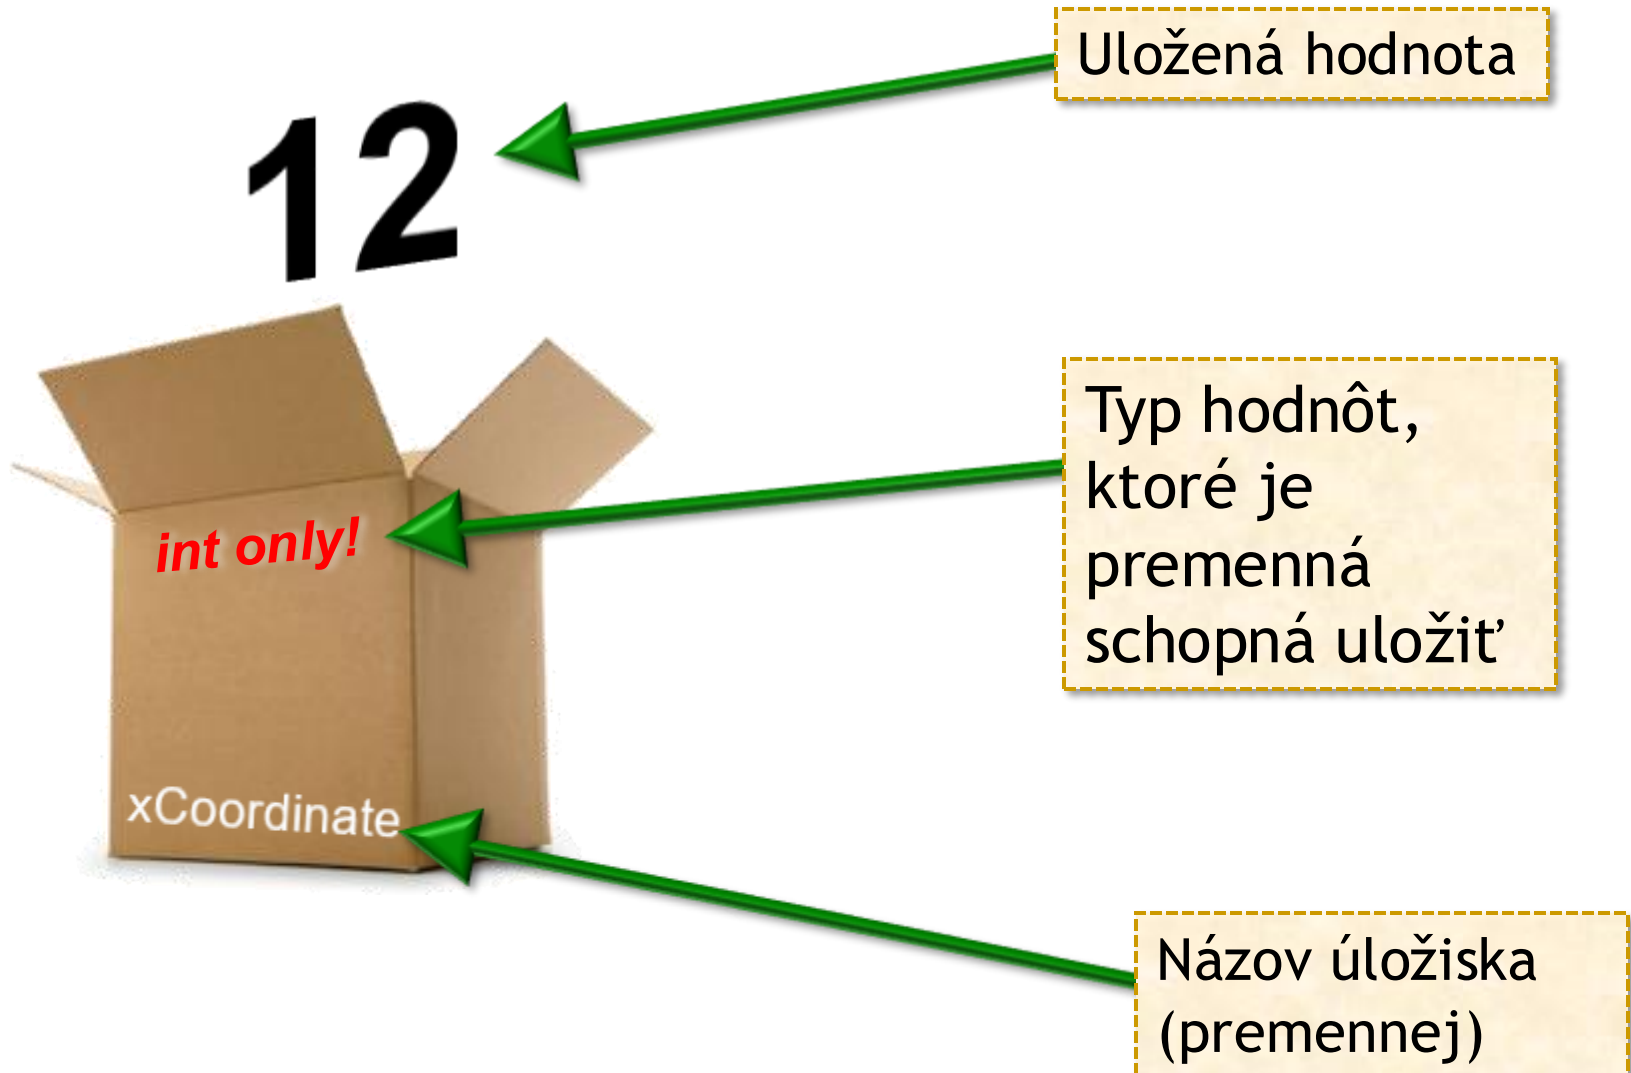 Uložená hodnota
12
Typ hodnôt,
ktoré je
premenná
schopná uložiť
int only!
xCoordinate
Názov úložiska
(premennej)